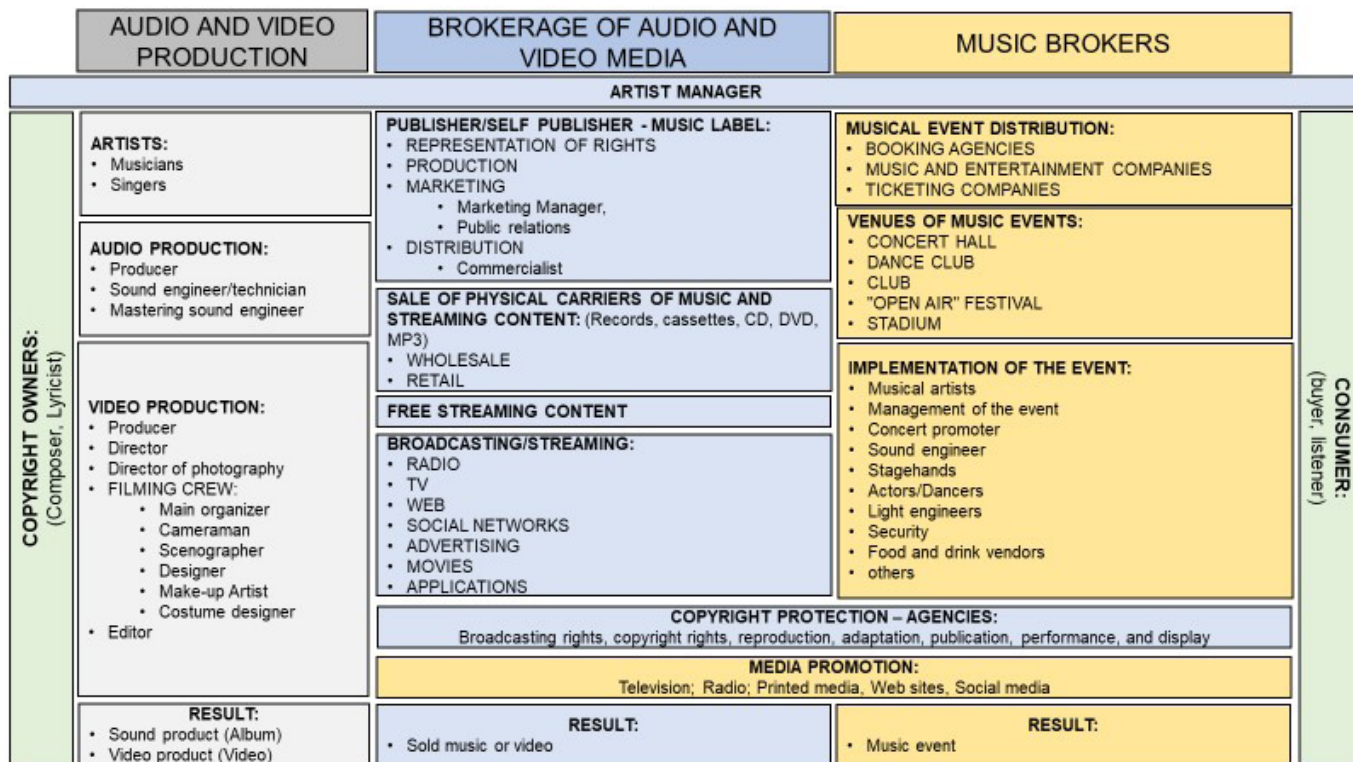 AUDIO AND VIDEO
PRODUCTION
BROKERAGE OF AUDIO AND
VIDEO MEDIA
MUSIC BROKERS
ARTIST MANAGER
COPYRIGHT OWNERS:
(Composer, Lyricist)
ARTISTS:
• Musicians
• Singers
AUDIO PRODUCTION:
• Producer
• Sound engineer/technician
• Mastering sound engineer
VIDEO PRODUCTION:
• Producer
• Director
• Director of photography
• FILMING CREW:
• Main organizer
• Cameraman
• Scenographer
• Designer
• Make-up Artist
• Costume designer
• Editor
RESULT:
• Sound product (Album)
• Video product (Video)
PUBLISHER/SELF PUBLISHER - MUSIC LABEL:
• REPRESENTATION OF RIGHTS
• PRODUCTION
• MARKETING
• Marketing Manager,
• Public relations
• DISTRIBUTION
• Commercialist
SALE OF PHYSICAL CARRIERS OF MUSIC AND
STREAMING CONTENT: (Records, cassettes, CD, DVD,
MP3)
• WHOLESALE
• RETAIL
FREE STREAMING CONTENT
BROADCASTING/STREAMING:
• RADIO
• TV
• WEB
• SOCIAL NETWORKS
• ADVERTISING
• MOVIES
• APPLICATIONS
MUSICAL EVENT DISTRIBUTION:
• BOOKING AGENCIES
• MUSIC AND ENTERTAINMENT COMPANIES
• TICKETING COMPANIES
VENUES OF MUSIC EVENTS:
• CONCERT HALL
• DANCE CLUB
• CLUB
• "OPEN AIR" FESTIVAL
• STADIUM
IMPLEMENTATION OF THE EVENT:
• Musical artists
• Management of the event
• Concert promoter
• Sound engineer
• Stagehands
• Actors/Dancers
• Light engineers
• Security
• Food and drink vendors
• others
COPYRIGHT PROTECTION – AGENCIES:
Broadcasting rights, copyright rights, reproduction, adaptation, publication, performance, and display
MEDIA PROMOTION:
Television; Radio; Printed media, Web sites, Social media
RESULT:
• Sold music or video
RESULT:
• Music event
CONSUMER:
(buyer, listener)